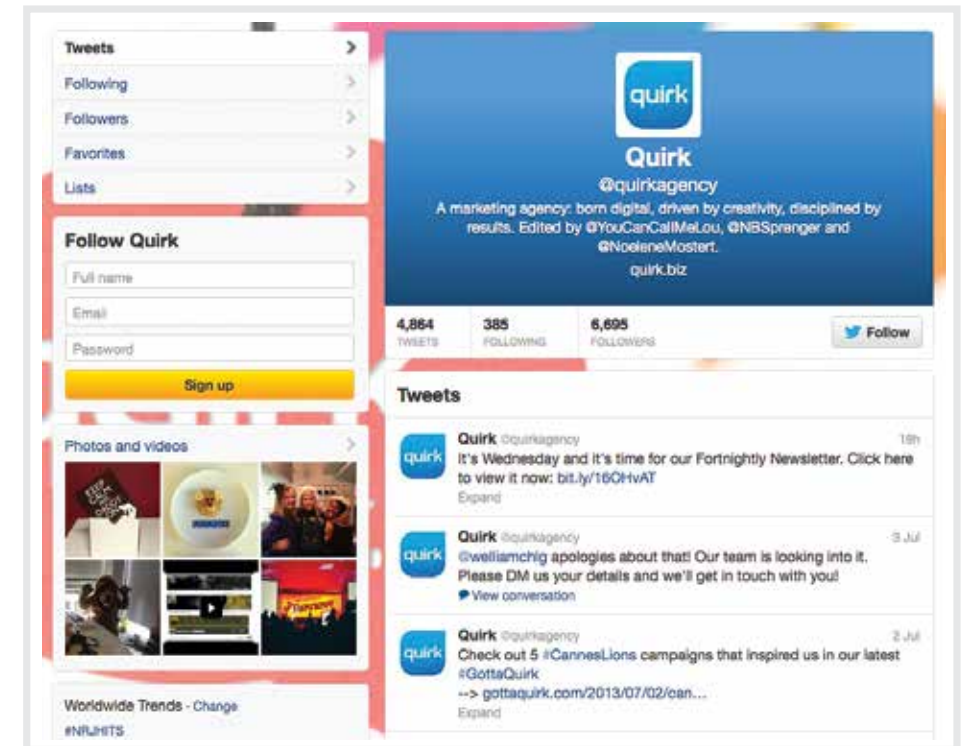 Tweets
Following
Followers
Favorites
Lists
Follow Quirk
Full name
Email
Password
Sign up
Photos and videos
KEEP
CALM
Worldwide Trends - Change
#NRJHITS
quirk
Quirk
@quirkagency
A marketing agency: born digital, driven by creativity, disciplined by
results. Edited by @YouCanCallMeLou, @NBSprenger and
@NoeleneMostert.
quirk.biz
4,864 385 6,695
TWEETS FOLLOWING FOLLOWERS
Follow
Tweets
quirk
Quirk @quirkagency 19h
It's Wednesday and it's time for our Fortnightly Newsletter. Click here
to view it now: bit.ly/16OHvAT
Expand
quirk
Quirk @quirkagency 3 Jul
@welliamchig apologies about that! Our team is looking into it.
Please DM us your details and we'll get in touch with you!
View conversation
quirk
Quirk @quirkagency 2 Jul
Check out 5 #CannesLions campaigns that inspired us in our latest
#GottaQuirk
--> gottaquirk.com/2013/07/02/can...
Expand